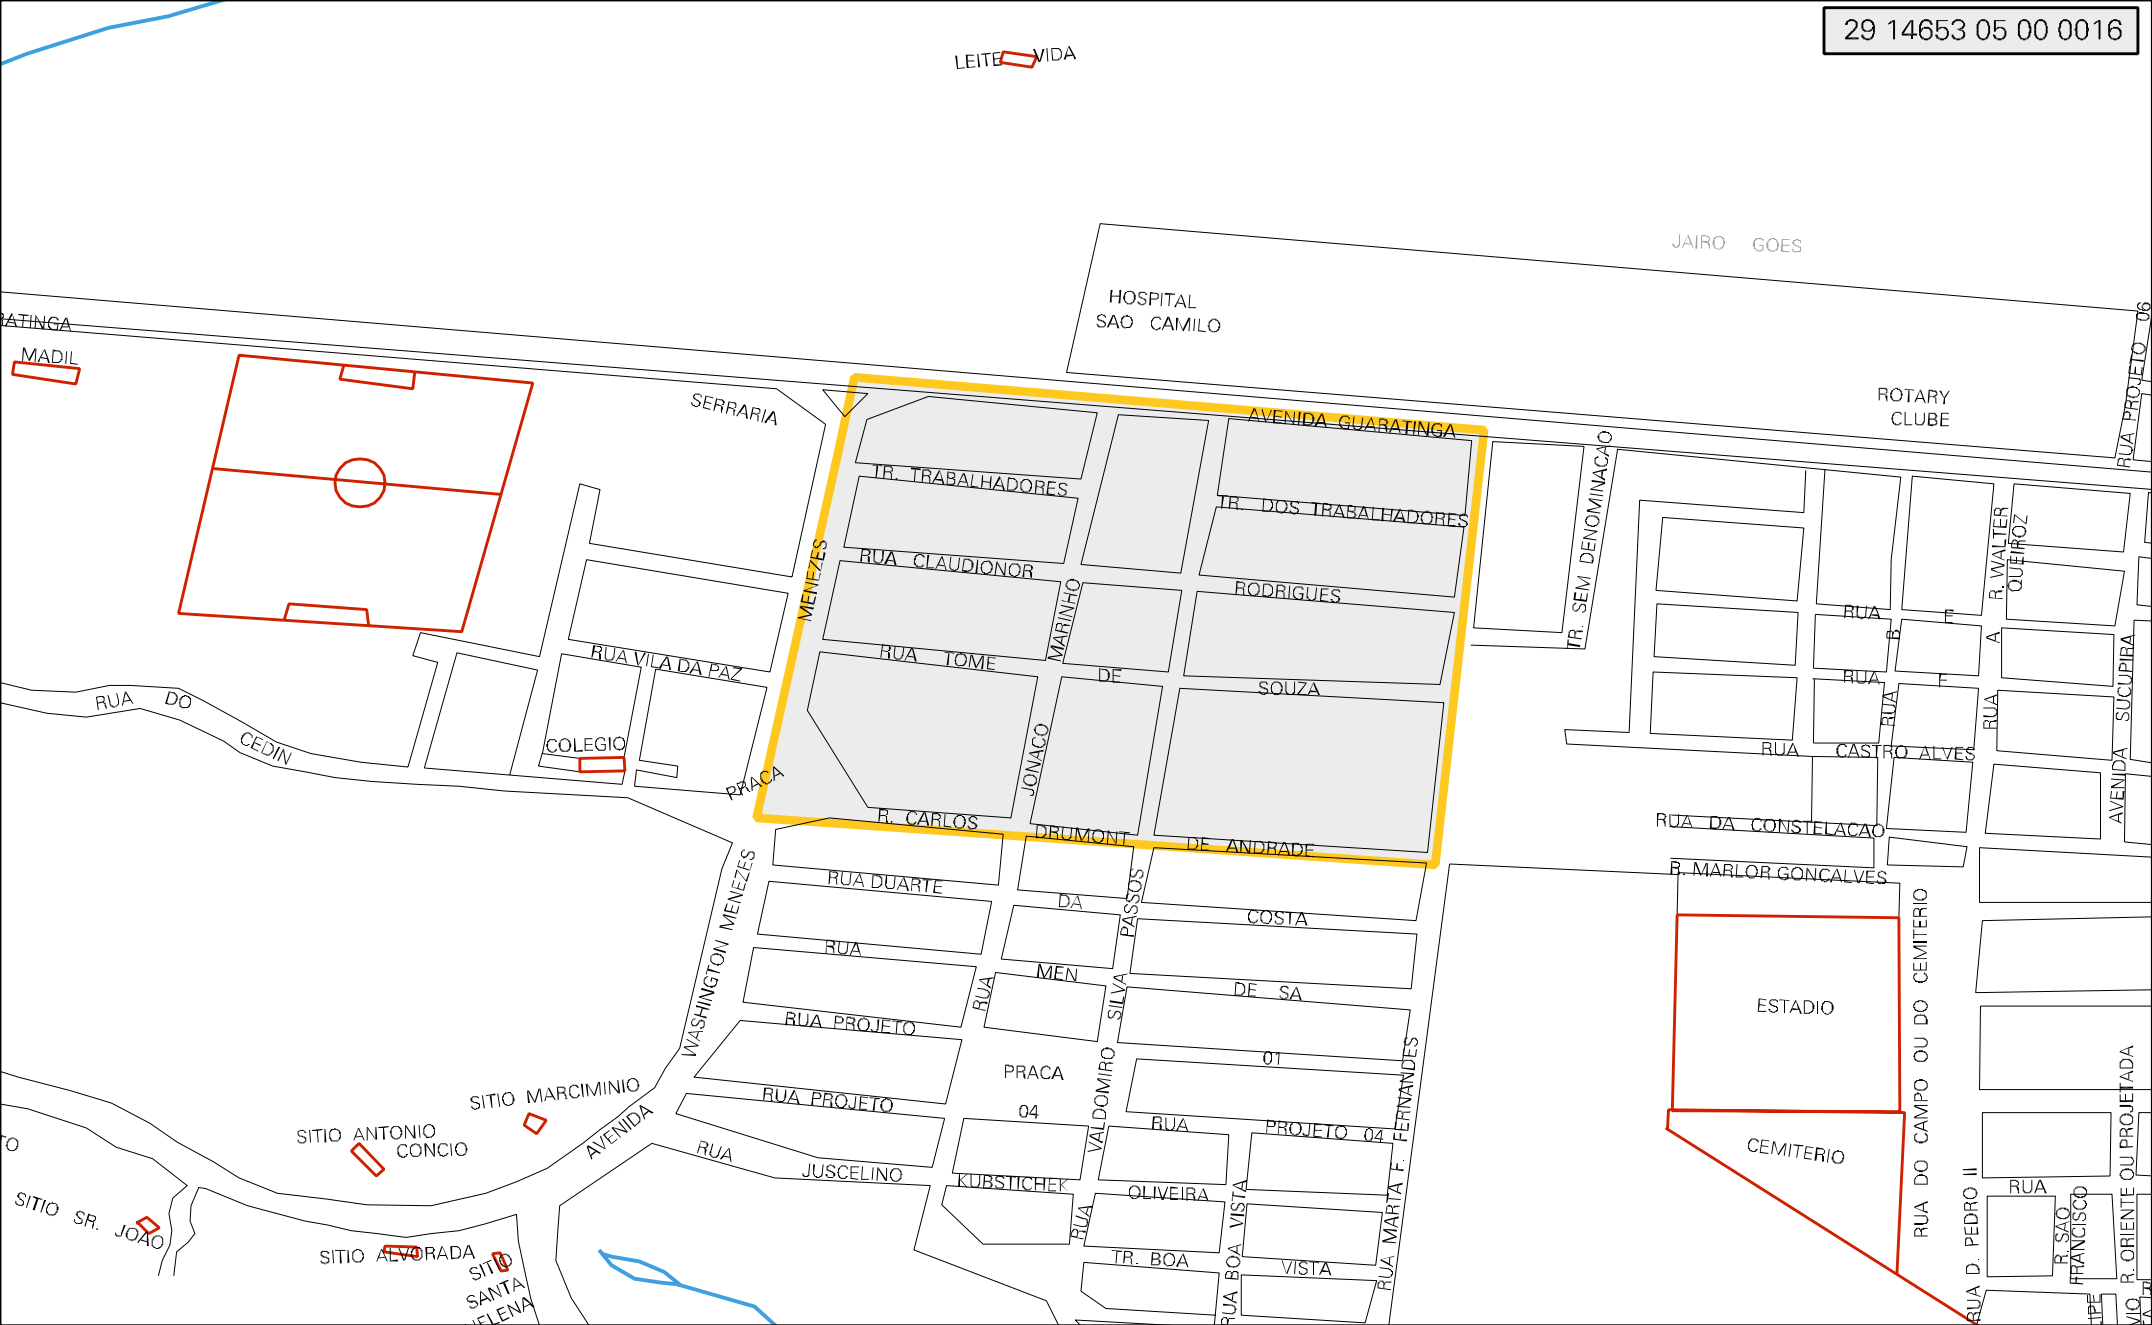 29 14653 05 00 0016
LEITE VIDA
JAIRO GOES
HOSPITAL
SAO CAMILO
ROTARY
CLUBE
RUA PROJETO 06
RATINGA
MADIL
SERRARIA
AVENIDA GUARATINGA
TR. TRABALHADORES
TR. DOS TRABALHADORES
TR. SEM DENOMINACAO
MENEZES
RUA CLAUDIONOR
RODRIGUES
MARINHO
R. WALTER
QUEIROZ
RUA E
B
A
RUA VILA DA PAZ
RUA TOME
DE
SOUZA
RUA F
RUA
RUA
AVENIDA SUCUPIRA
RUA DO
CEDIN
COLEGIO
JONACO
RUA CASTRO ALVES
PRACA
R. CARLOS
DRUMONT
DE ANDRADE
RUA DA CONSTELACAO
R. MARLOR GONCALVES
RUA DUARTE
DA
COSTA
PASSOS
WASHINGTON MENEZES
RUA
MEN
DE SA
RUA
SILVA
RUA PROJETO
01
ESTADIO
RUA DO CAMPO OU DO CEMITERIO
PRACA
VALDOMIRO
RUA PROJETO
04
RUA
PROJETO 04
RUA MARTA F. FERNANDES
CEMITERIO
SITIO MARCIMINIO
AVENIDA
SITIO ANTONIO
CONCIO
RUA
JUSCELINO
KUBSTICHEK
OLIVEIRA
RUA
RUA BOA VISTA
TR. BOA
VISTA
RUA
R. SAO
FRANCISCO
RUA D. PEDRO II
R. ORIENTE OU PROJETADA
TO
SITIO SR. JOAO
SITIO ALVORADA
SITIO
SANTA
HELENA
IPE
VIO